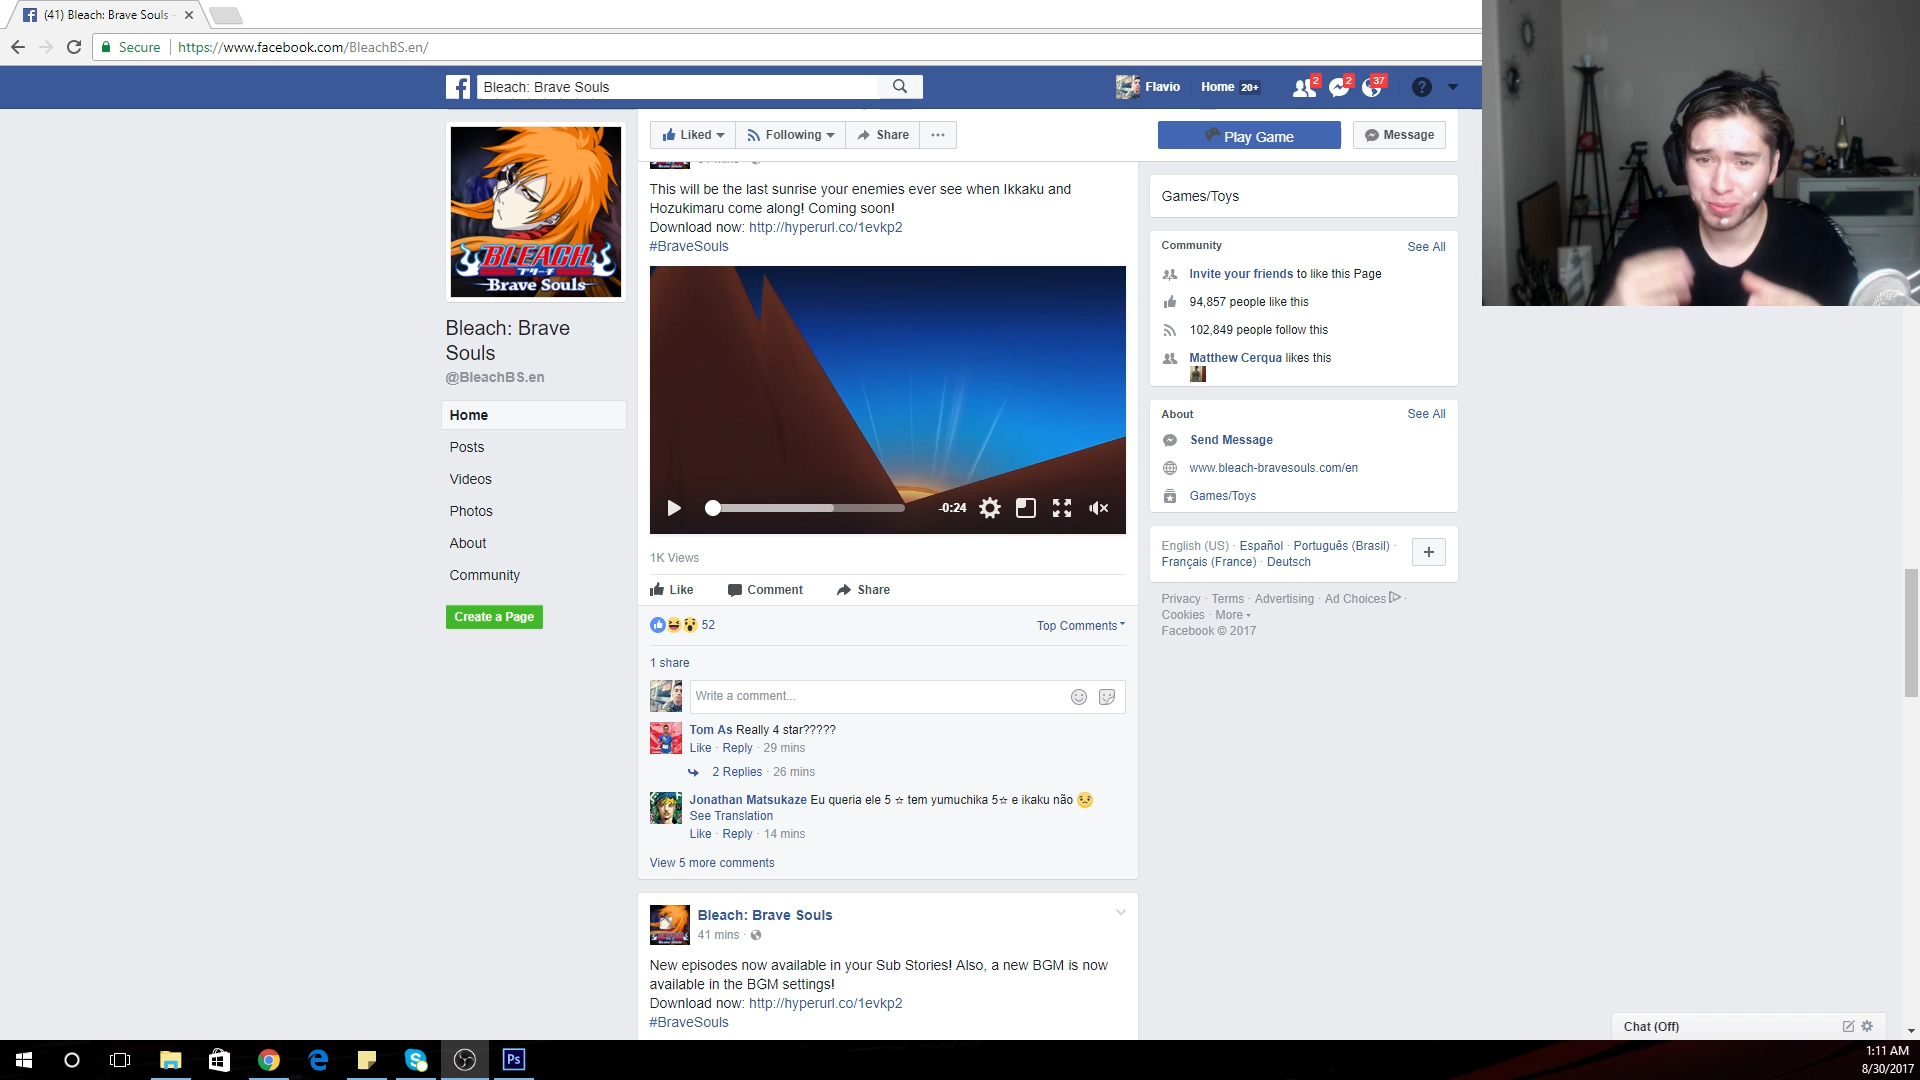 (41) Bleach: Brave Souls
Secure
https://www.facebook.com/BleachBS.en/
Bleach: Brave Souls
Flavio
Home 20+
2
2
37
BLEACH
ブリーチ
Brave Souls
Bleach: Brave
Souls
@BleachBS.en
Home
Posts
Videos
Photos
About
Community
Create a Page
Liked
Following
Share
Play Game
Message
This will be the last sunrise your enemies ever see when Ikkaku and
Hozukimaru come along! Coming soon!
Download now: http://hyperurl.co/1evkp2
#BraveSouls
-0:24
1K Views
Like
Comment
Share
52
Top Comments
1 share
Write a comment...
Tom As Really 4 star?????
Like · Reply · 29 mins
2 Replies · 26 mins
Jonathan Matsukaze Eu queria ele 5 ☆ tem yumuchika 5☆ e ikaku não 😟
See Translation
Like · Reply · 14 mins
View 5 more comments
Bleach: Brave Souls
41 mins ·
New episodes now available in your Sub Stories! Also, a new BGM is now
available in the BGM settings!
Download now: http://hyperurl.co/1evkp2
#BraveSouls
Games/Toys
Community
See All
Invite your friends to like this Page
94,857 people like this
102,849 people follow this
Matthew Cerqua likes this
About
See All
Send Message
www.bleach-bravesouls.com/en
Games/Toys
English (US) · Español · Português (Brasil) ·
Français (France) · Deutsch
Privacy · Terms · Advertising · Ad Choices ·
Cookies · More
Facebook © 2017
Chat (Off)
Ps
1:11 AM
8/30/2017